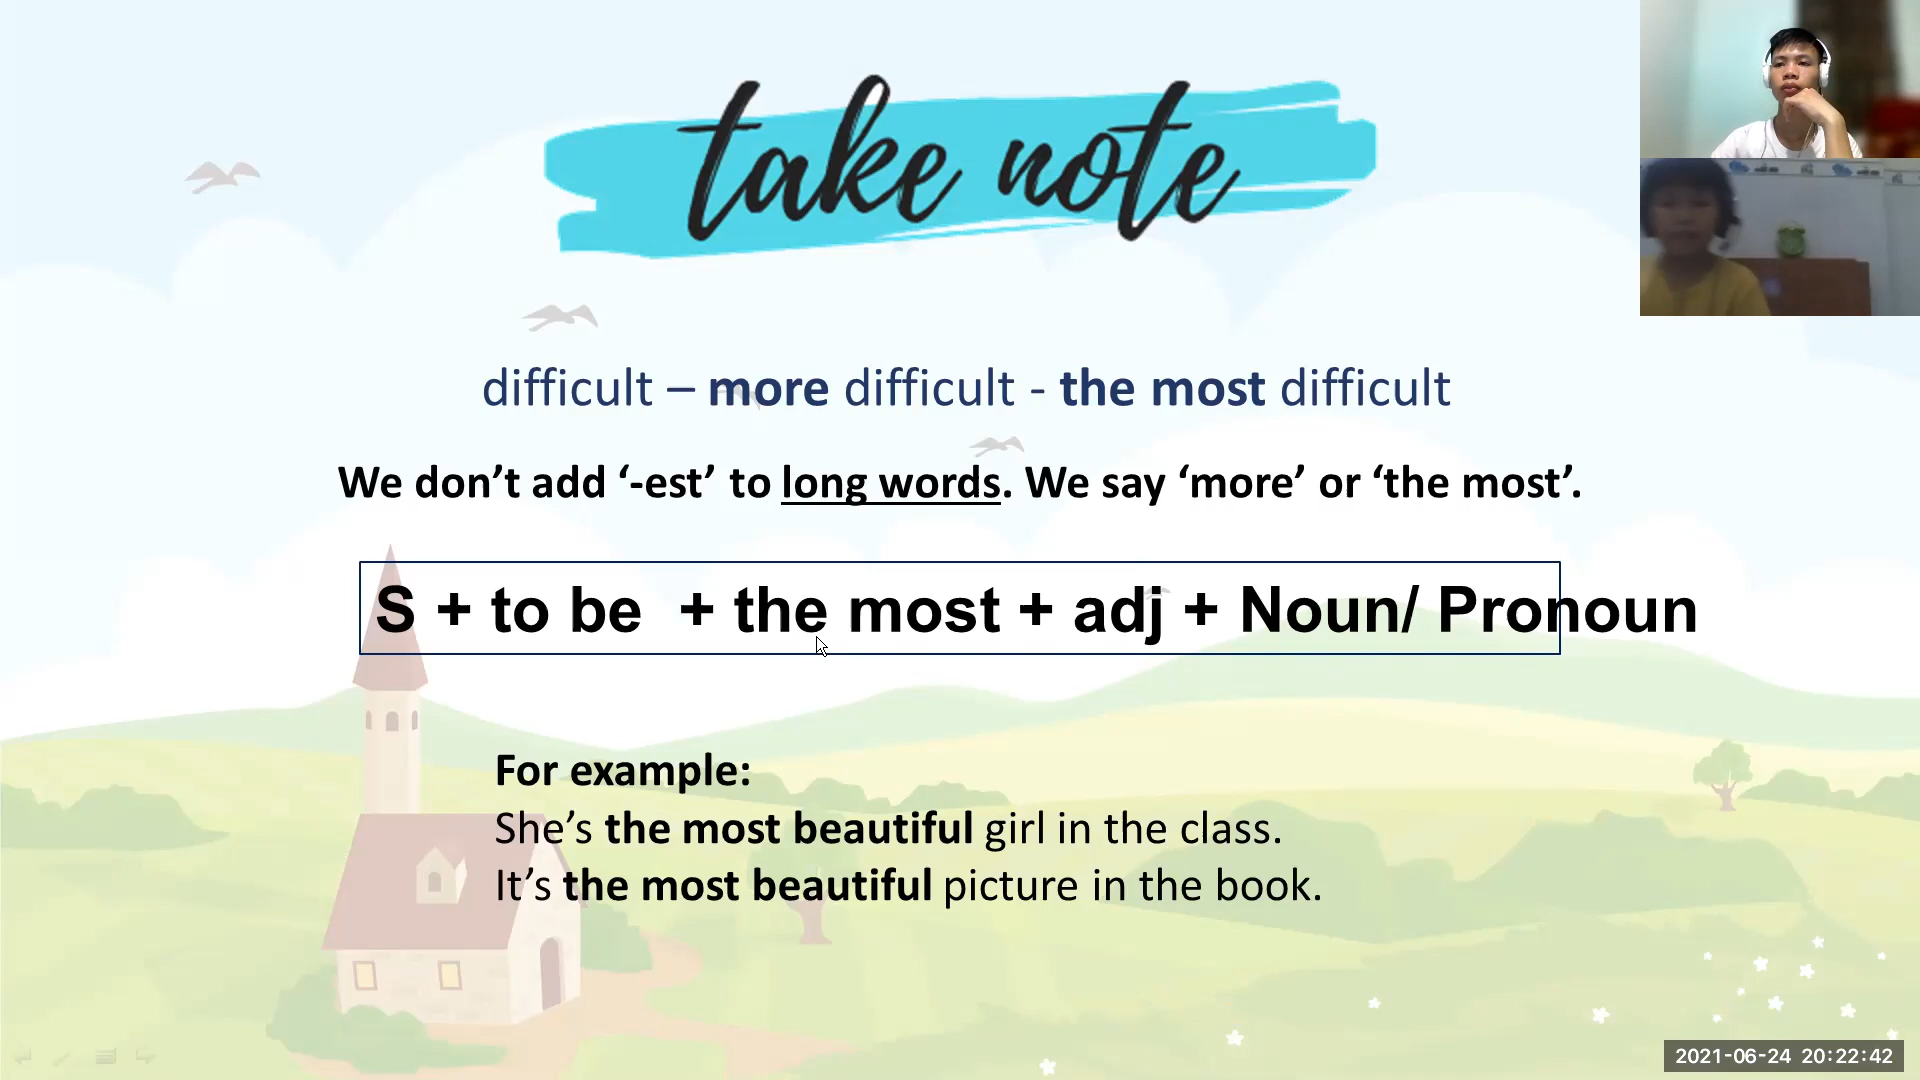 take note
difficult – more difficult - the most difficult
We don’t add ‘-est’ to long words. We say ‘more’ or ‘the most’.
S + to be  + the most + adj + Noun/ Pronoun
For example:
She’s the most beautiful girl in the class.
It’s the most beautiful picture in the book.
2021-06-24 20:22:42